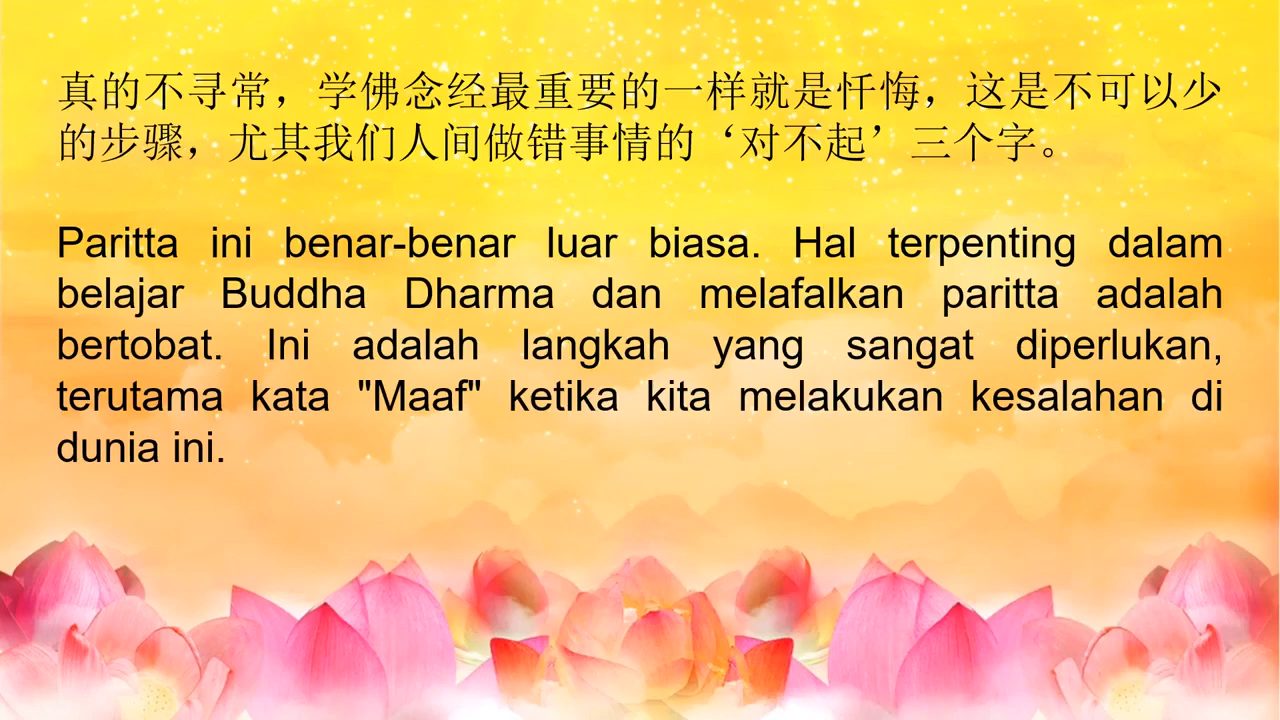 真的不寻常，学佛念经最重要的一样就是忏悔，这是不可以少
的步骤，尤其我们人间做错事情的‘对不起’三个字。
Paritta ini benar-benar luar biasa. Hal terpenting dalam
belajar Buddha Dharma dan melafalkan paritta adalah
bertobat. Ini adalah langkah yang sangat diperlukan,
terutama kata "Maaf" ketika kita melakukan kesalahan di
dunia ini.